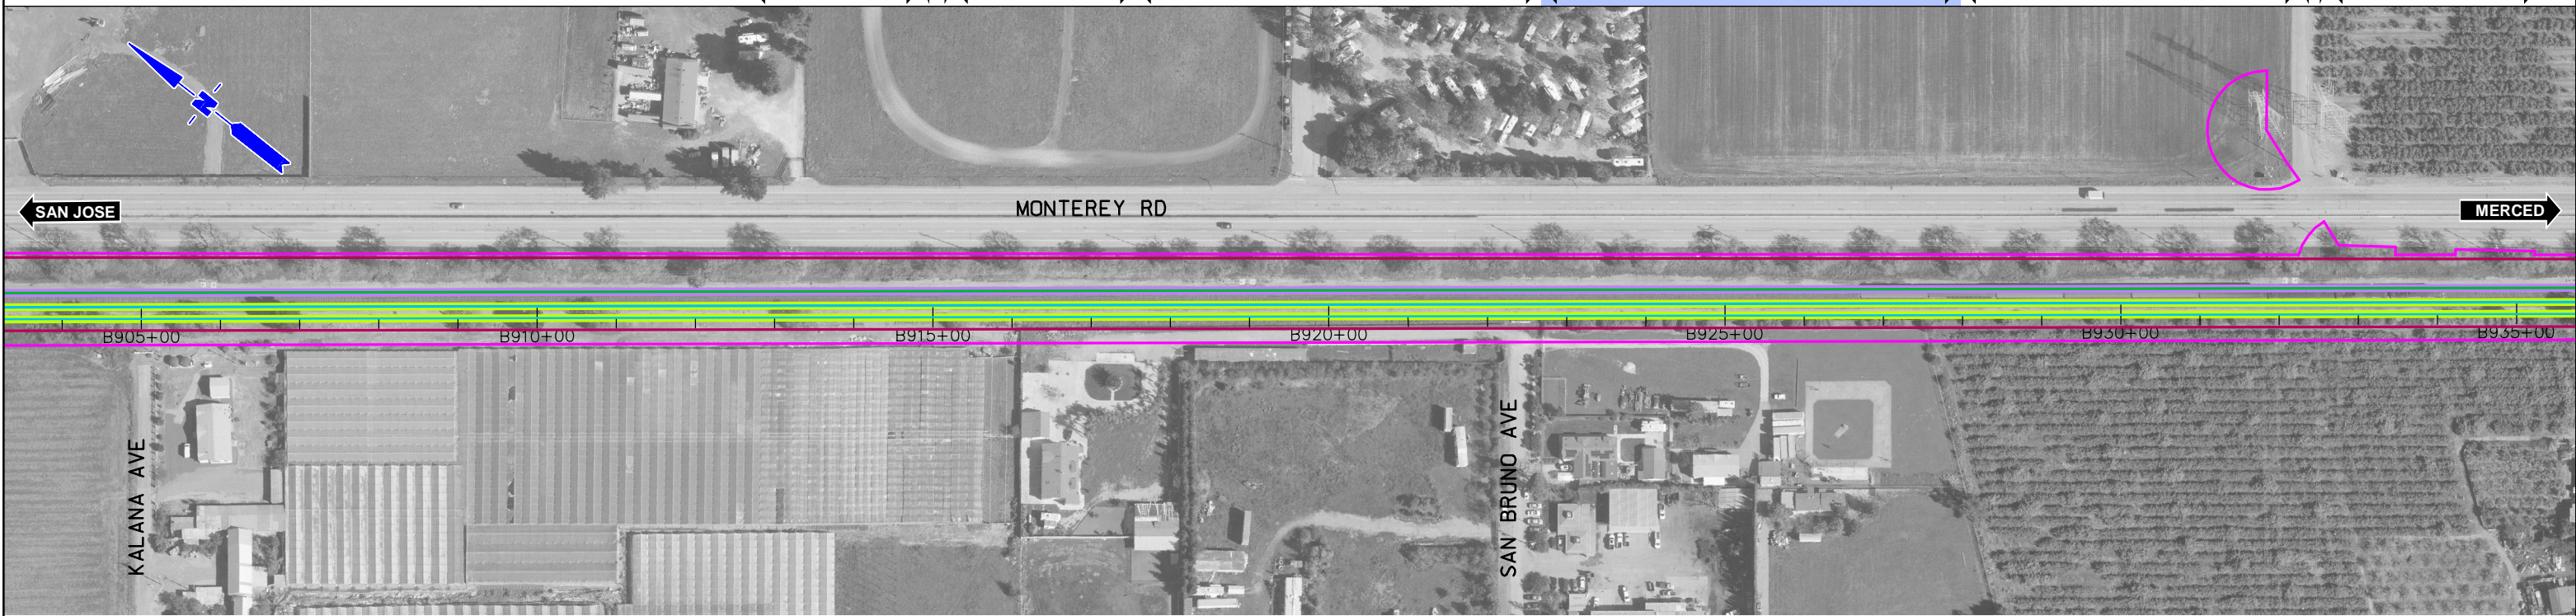 N
SAN JOSE
MONTEREY RD
MERCED
B905+00
B910+00
B915+00
B920+00
B925+00
B930+00
B935+00
KALANA AVE
SAN BRUNO AVE